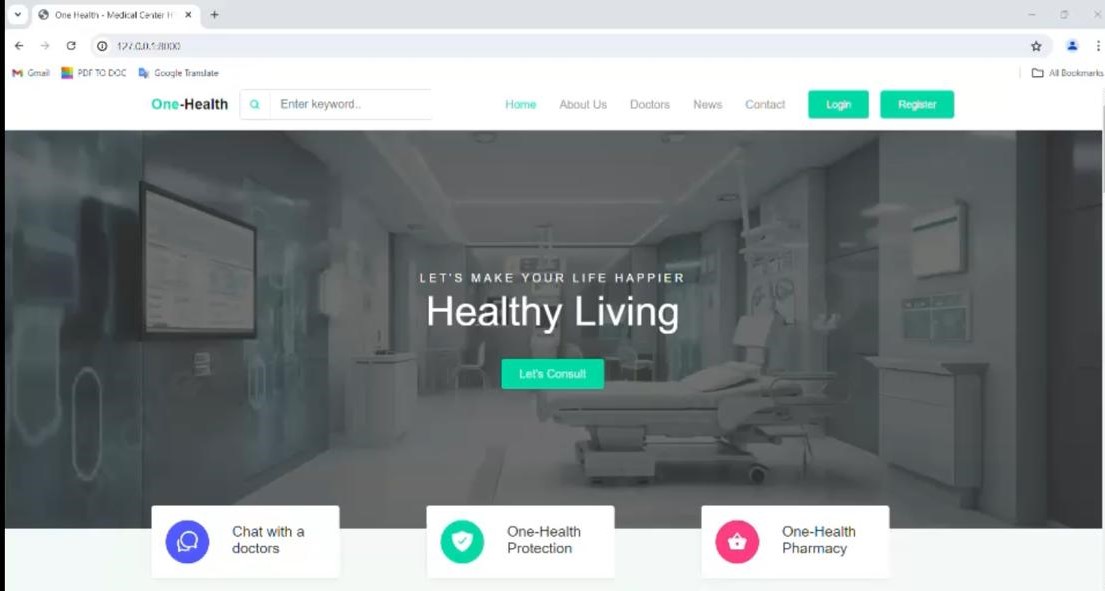 One Health - Medical Center H
127.0.0.1:8000
Gmail PDF TO DOC Google Translate All Bookmarks
One-Health Enter keyword.. Home About Us Doctors News Contact Login Register
LET'S MAKE YOUR LIFE HAPPIER
Healthy Living
Let's Consult
Chat with a
doctors
One-Health
Protection
One-Health
Pharmacy